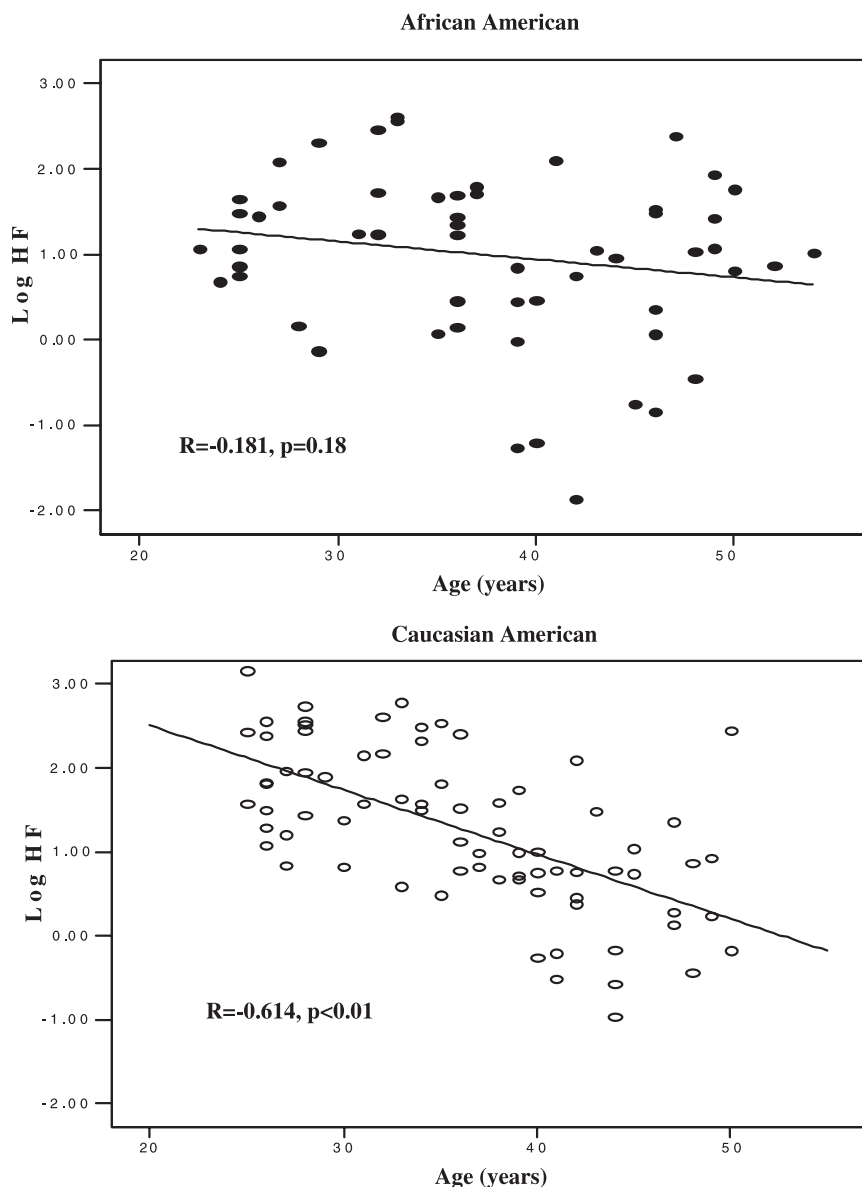 African American
3.00
2.00
1.00
0.00
-1.00
-2.00
Log HF
R=-0.181, p=0.18
20
30
40
50
Age (years)
Caucasian American
3.00
2.00
1.00
0.00
-1.00
-2.00
Log HF
R=-0.614, p<0.01
20
30
40
50
Age (years)